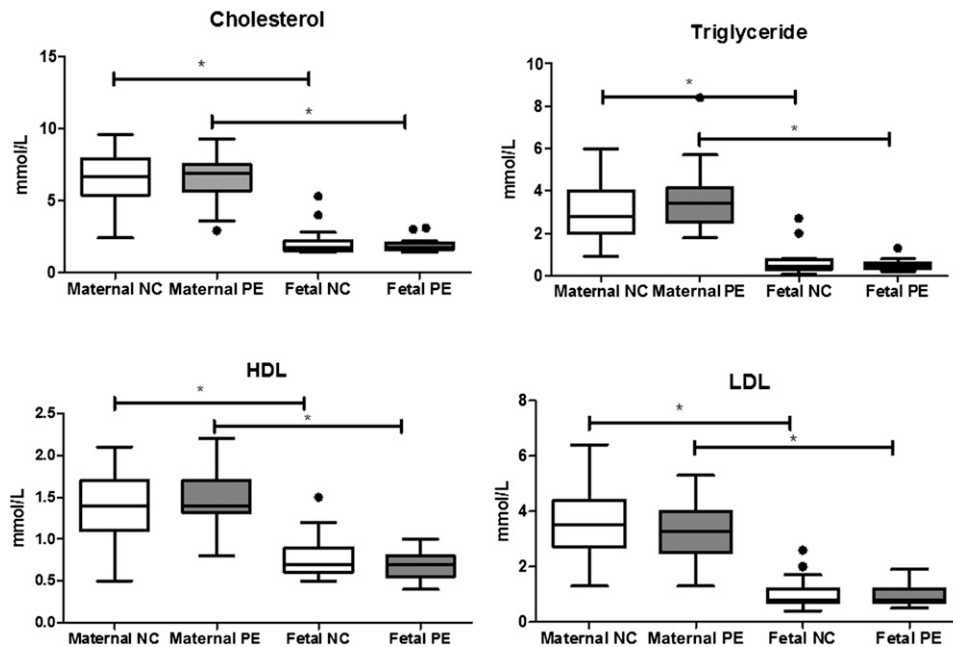 Cholesterol
mmol/L
15
10
5
0
*
*
Maternal NC Maternal PE Fetal NC Fetal PE
Triglyceride
mmol/L
10
8
6
4
2
0
*
*
Maternal NC Maternal PE Fetal NC Fetal PE
HDL
mmol/L
2.5
2.0
1.5
1.0
0.5
0.0
*
*
Maternal NC Maternal PE Fetal NC Fetal PE
LDL
mmol/L
8
6
4
2
0
*
*
Maternal NC Maternal PE Fetal NC Fetal PE